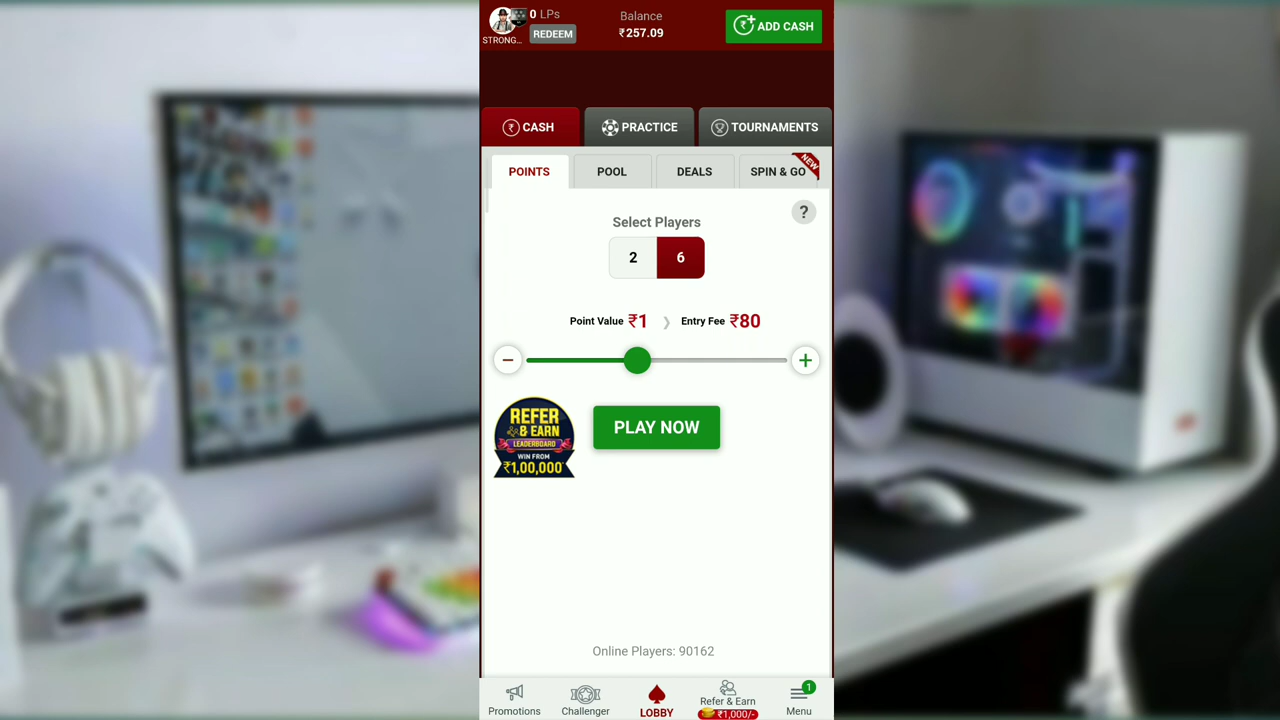 0 LPs
STRONG...
REDEEM
Balance
₹257.09
ADD CASH
CASH
PRACTICE
TOURNAMENTS
POINTS
POOL
DEALS
SPIN & GO
NEW
Select Players
?
2
6
Point Value ₹1
Entry Fee ₹80
REFER
& EARN
LEADERBOARD
WIN FROM
₹1,00,000*
PLAY NOW
Online Players: 90162
Promotions
Challenger
LOBBY
Refer & Earn
₹1,000/-
1
Menu